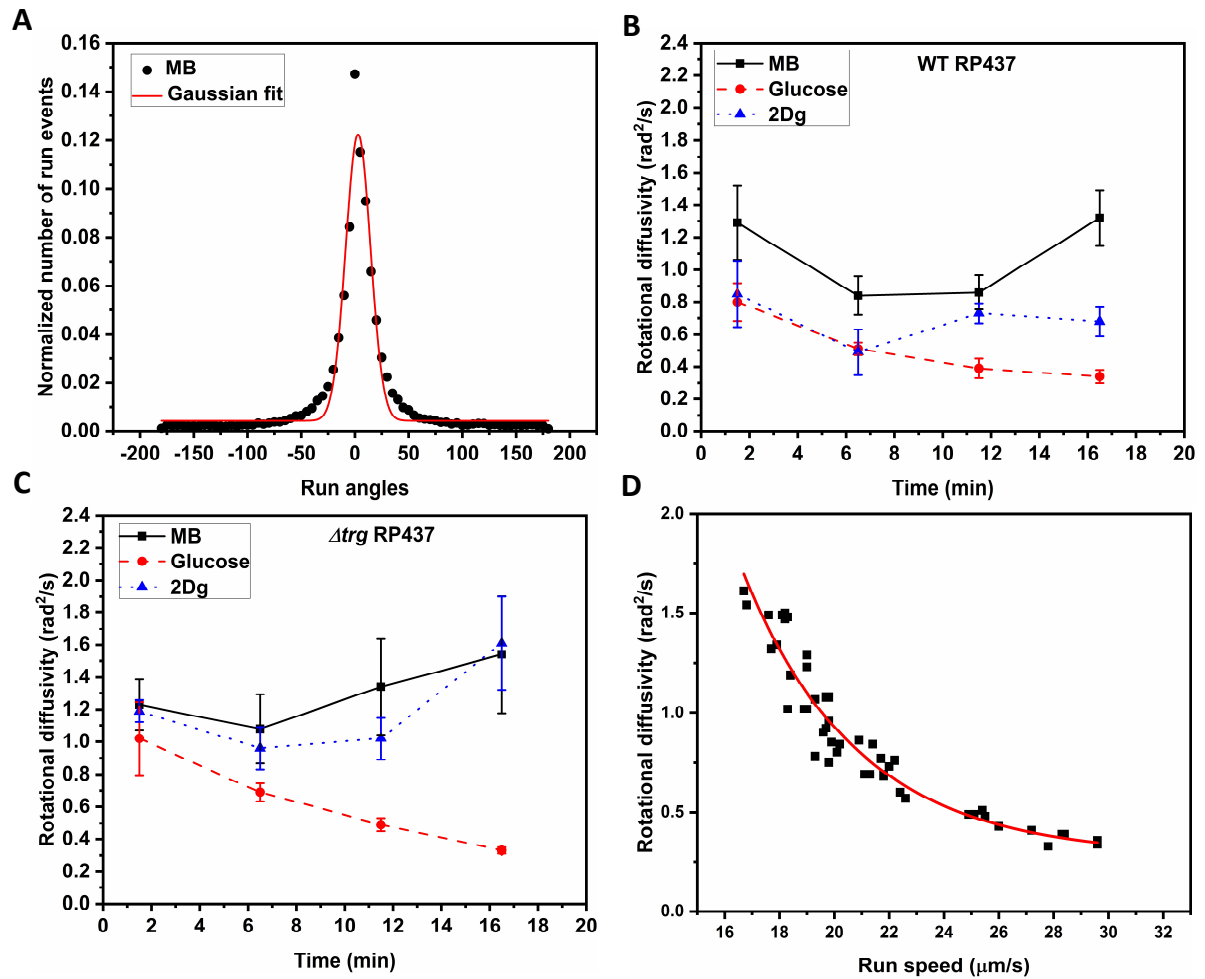 A
0.16
0.14
0.12
0.10
0.08
0.06
0.04
0.02
0.00
-200 -150 -100 -50 0 50 100 150 200
Normalized number of run events
Run angles
MB
Gaussian fit
B
2.4
2.2
2.0
1.8
1.6
1.4
1.2
1.0
0.8
0.6
0.4
0.2
0.0
0 2 4 6 8 10 12 14 16 18 20
Rotational diffusivity (rad²/s)
Time (min)
MB
Glucose
2Dg
WT RP437
C
2.4
2.2
2.0
1.8
1.6
1.4
1.2
1.0
0.8
0.6
0.4
0.2
0.0
0 2 4 6 8 10 12 14 16 18 20
Rotational diffusivity (rad²/s)
Time (min)
MB
Glucose
2Dg
Δtrg RP437
D
2.0
1.5
1.0
0.5
0.0
16 18 20 22 24 26 28 30 32
Rotational diffusivity (rad²/s)
Run speed (μm/s)